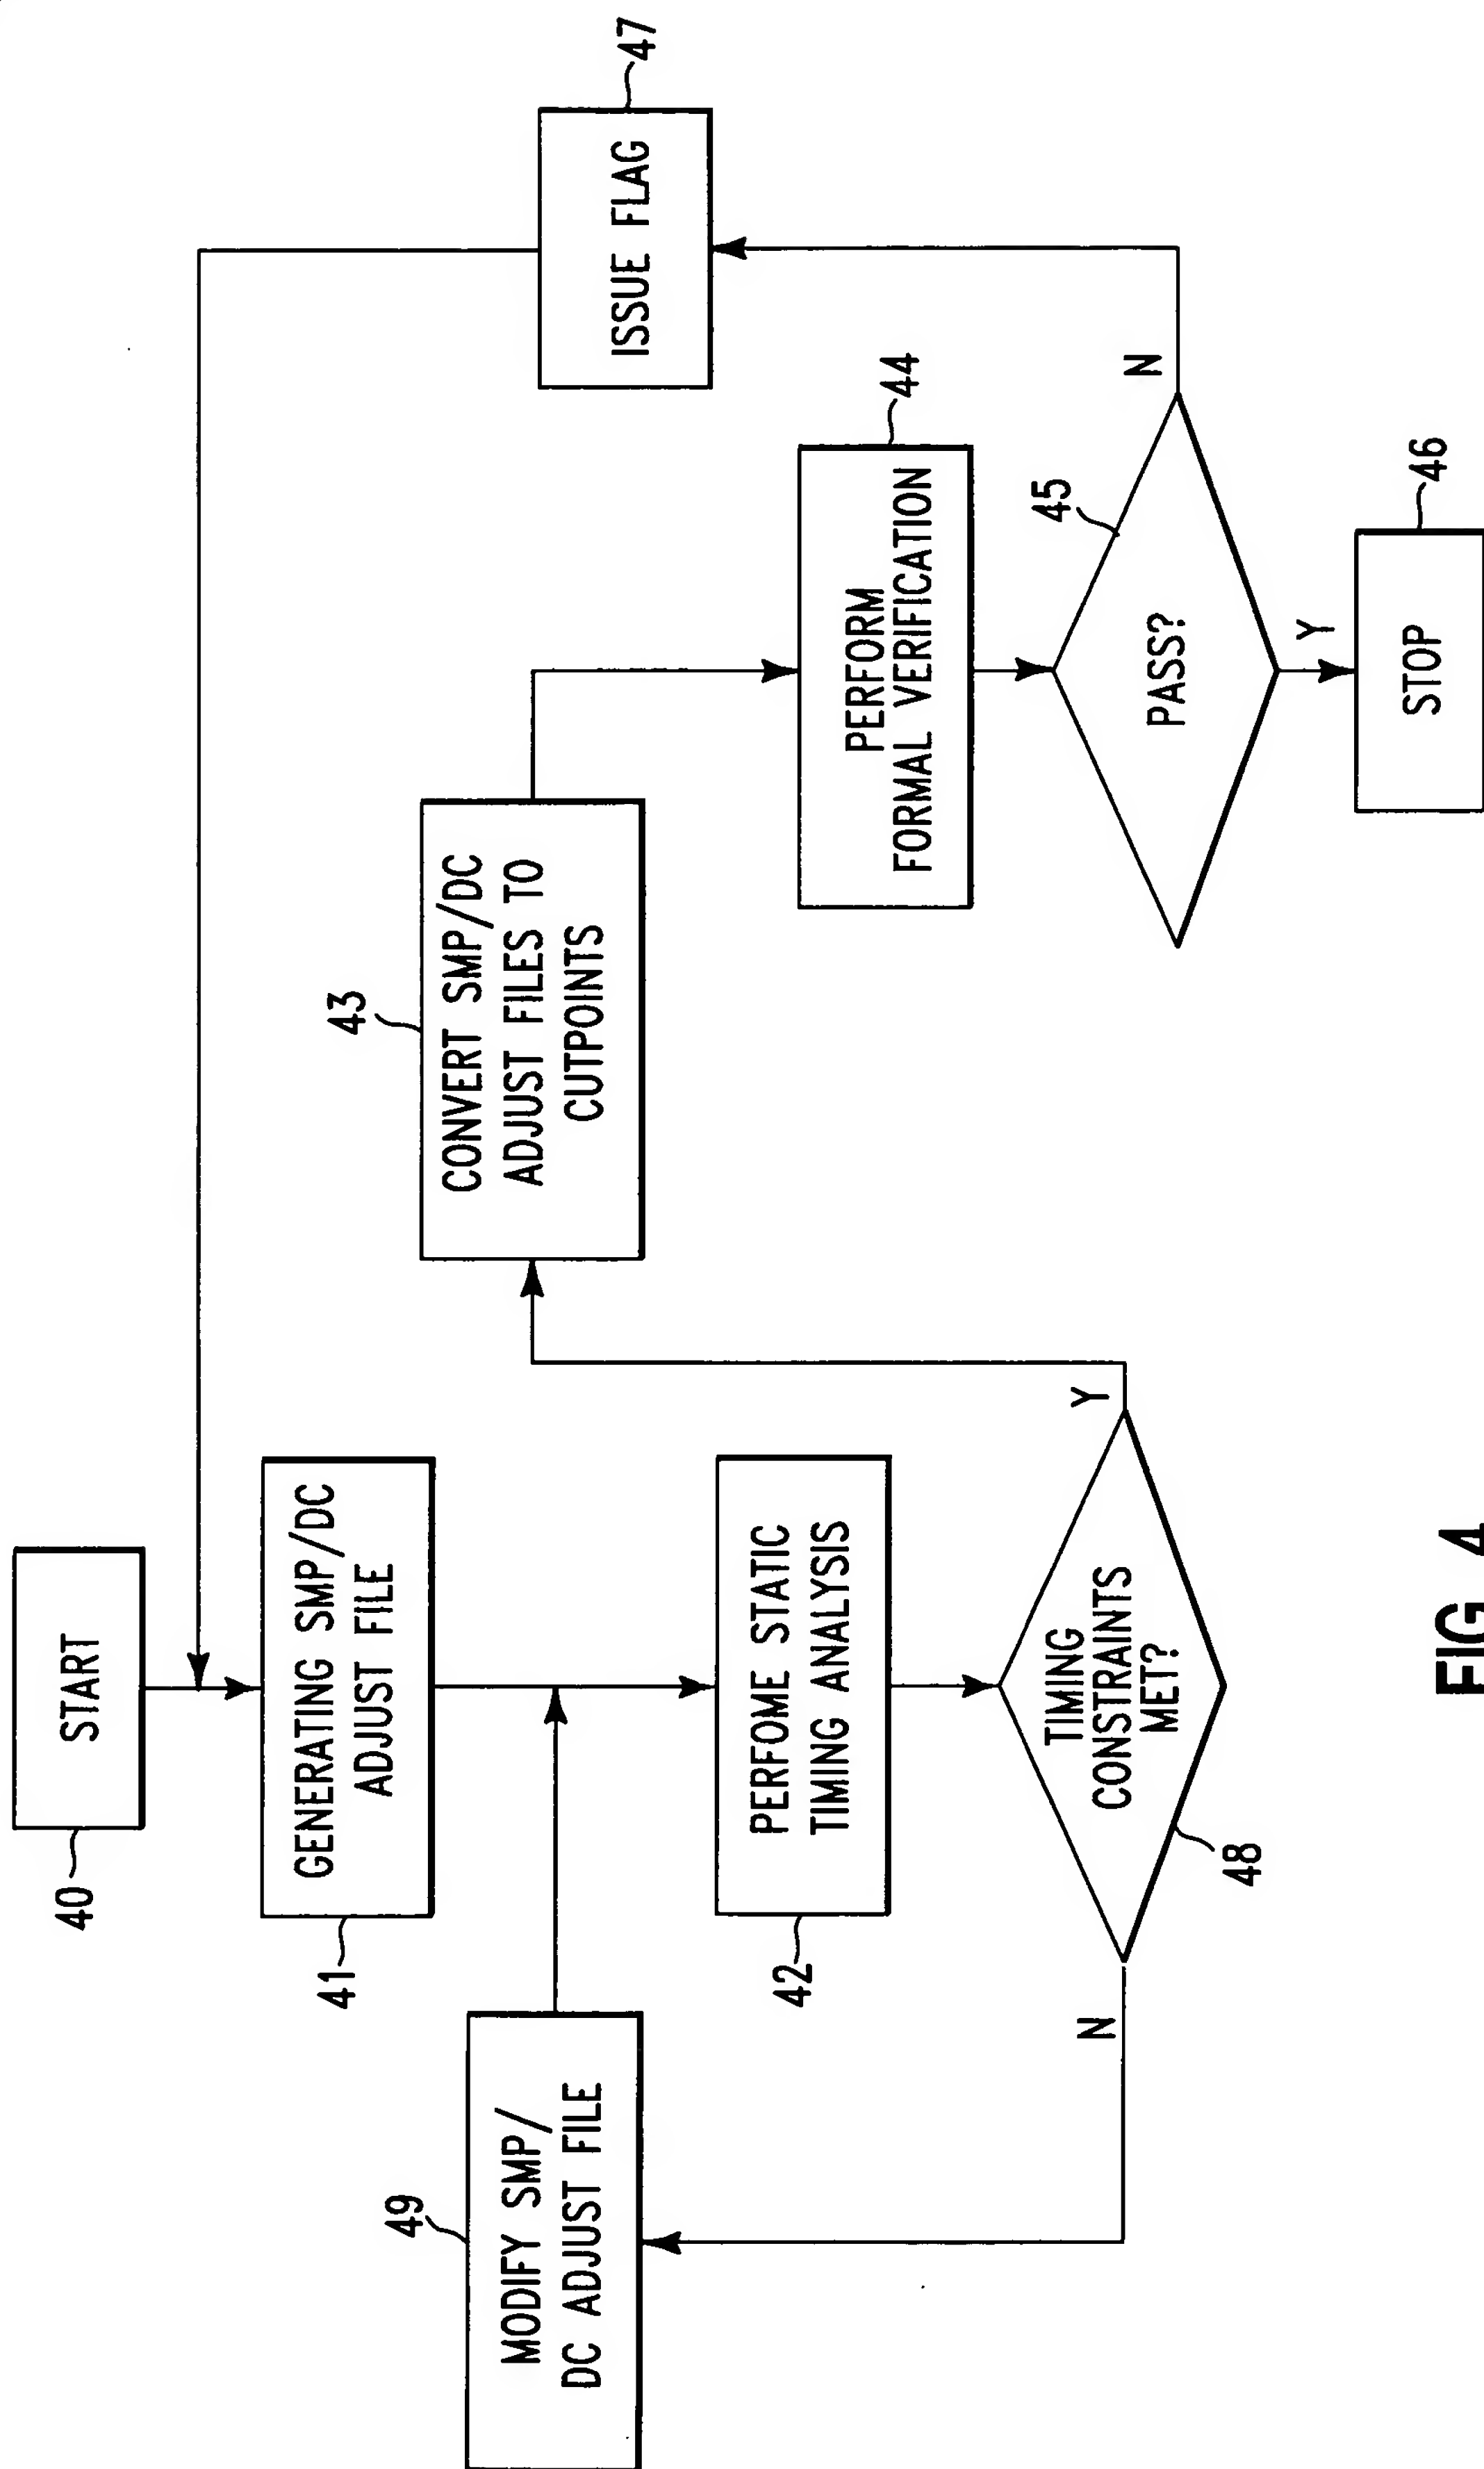 40
START
41
GENERATING SMP/DC
ADJUST FILE
49
MODIFY SMP/
DC ADJUST FILE
42
PERFOME STATIC
TIMING ANALYSIS
TIMING
CONSTRAINTS
MET?
48
N
Y
43
CONVERT SMP/DC
ADJUST FILES TO
CUTPOINTS
44
PERFORM
FORMAL VERIFICATION
45
PASS?
N
Y
46
STOP
47
ISSUE FLAG
FIG. 4